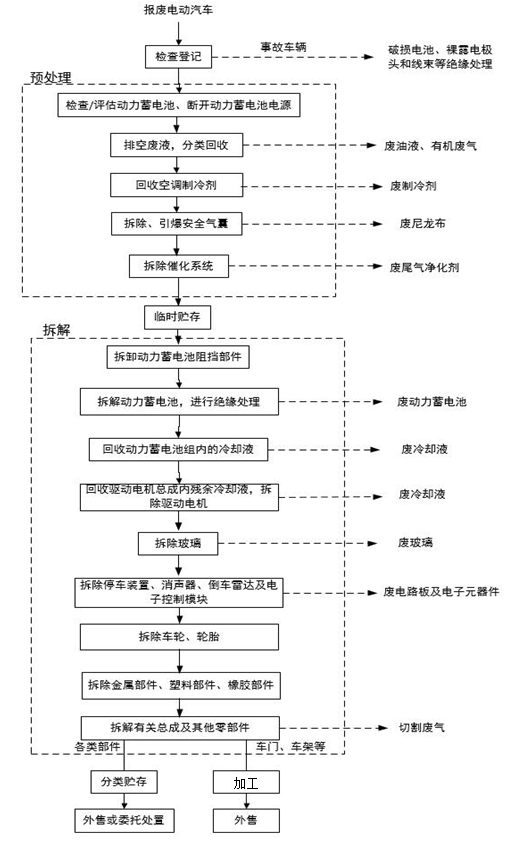 报废电动汽车
检查登记
事故车辆
破损电池、裸露电极
头和线束等绝缘处理
预处理
检查/评估动力蓄电池、断开动力蓄电池电源
排空废液，分类回收
废油液、有机废气
回收空调制冷剂
废制冷剂
拆除、引爆安全气囊
废尼龙布
拆除催化系统
废尾气净化剂
临时贮存
拆解
拆卸动力蓄电池阻挡部件
拆解动力蓄电池，进行绝缘处理
废动力蓄电池
回收动力蓄电池组内的冷却液
废冷却液
回收驱动电机总成内残余冷却液，拆
除驱动电机
废冷却液
拆除玻璃
废玻璃
拆除停车装置、消声器、倒车雷达及电
子控制模块
废电路板及电子元器件
拆除车轮、轮胎
拆除金属部件、塑料部件、橡胶部件
拆解有关总成及其他零部件
切割废气
各类部件
车门、车架等
分类贮存
加工
外售或委托处置
外售